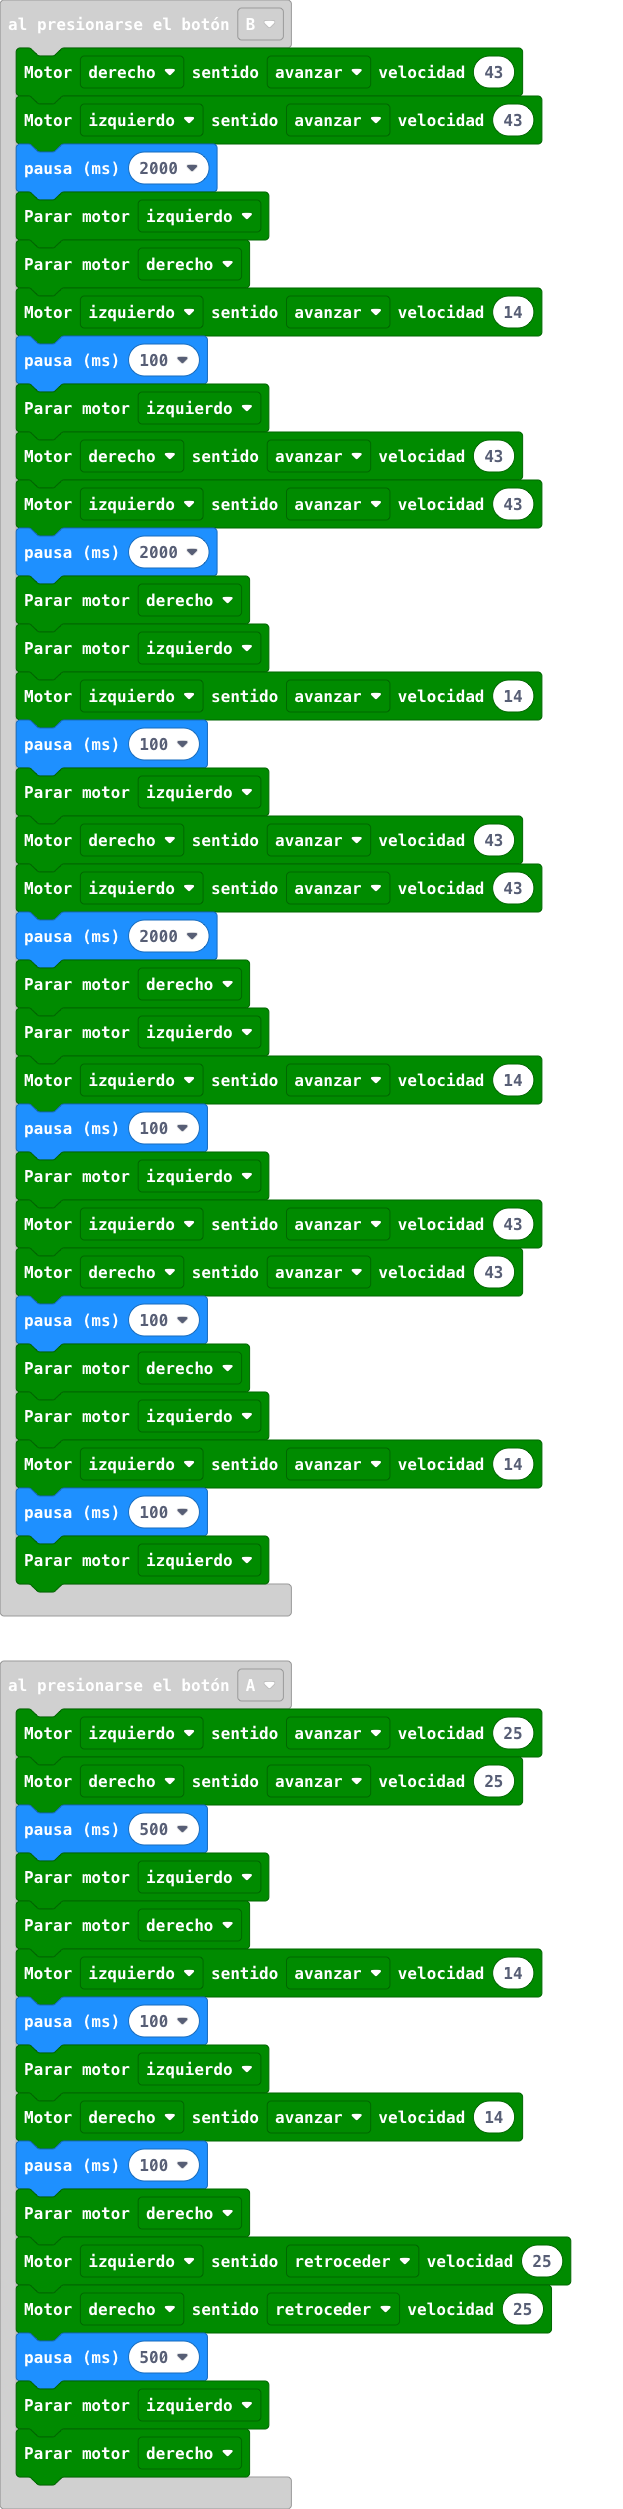 al presionarse el botón B
Motor derecho sentido avanzar velocidad 43
Motor izquierdo sentido avanzar velocidad 43
pausa (ms) 2000
Parar motor izquierdo
Parar motor derecho
Motor izquierdo sentido avanzar velocidad 14
pausa (ms) 100
Parar motor izquierdo
Motor derecho sentido avanzar velocidad 43
Motor izquierdo sentido avanzar velocidad 43
pausa (ms) 2000
Parar motor derecho
Parar motor izquierdo
Motor izquierdo sentido avanzar velocidad 14
pausa (ms) 100
Parar motor izquierdo
Motor derecho sentido avanzar velocidad 43
Motor izquierdo sentido avanzar velocidad 43
pausa (ms) 2000
Parar motor derecho
Parar motor izquierdo
Motor izquierdo sentido avanzar velocidad 14
pausa (ms) 100
Parar motor izquierdo
Motor izquierdo sentido avanzar velocidad 43
Motor derecho sentido avanzar velocidad 43
pausa (ms) 100
Parar motor derecho
Parar motor izquierdo
Motor izquierdo sentido avanzar velocidad 14
pausa (ms) 100
Parar motor izquierdo
al presionarse el botón A
Motor izquierdo sentido avanzar velocidad 25
Motor derecho sentido avanzar velocidad 25
pausa (ms) 500
Parar motor izquierdo
Parar motor derecho
Motor izquierdo sentido avanzar velocidad 14
pausa (ms) 100
Parar motor izquierdo
Motor derecho sentido avanzar velocidad 14
pausa (ms) 100
Parar motor derecho
Motor izquierdo sentido retroceder velocidad 25
Motor derecho sentido retroceder velocidad 25
pausa (ms) 500
Parar motor izquierdo
Parar motor derecho